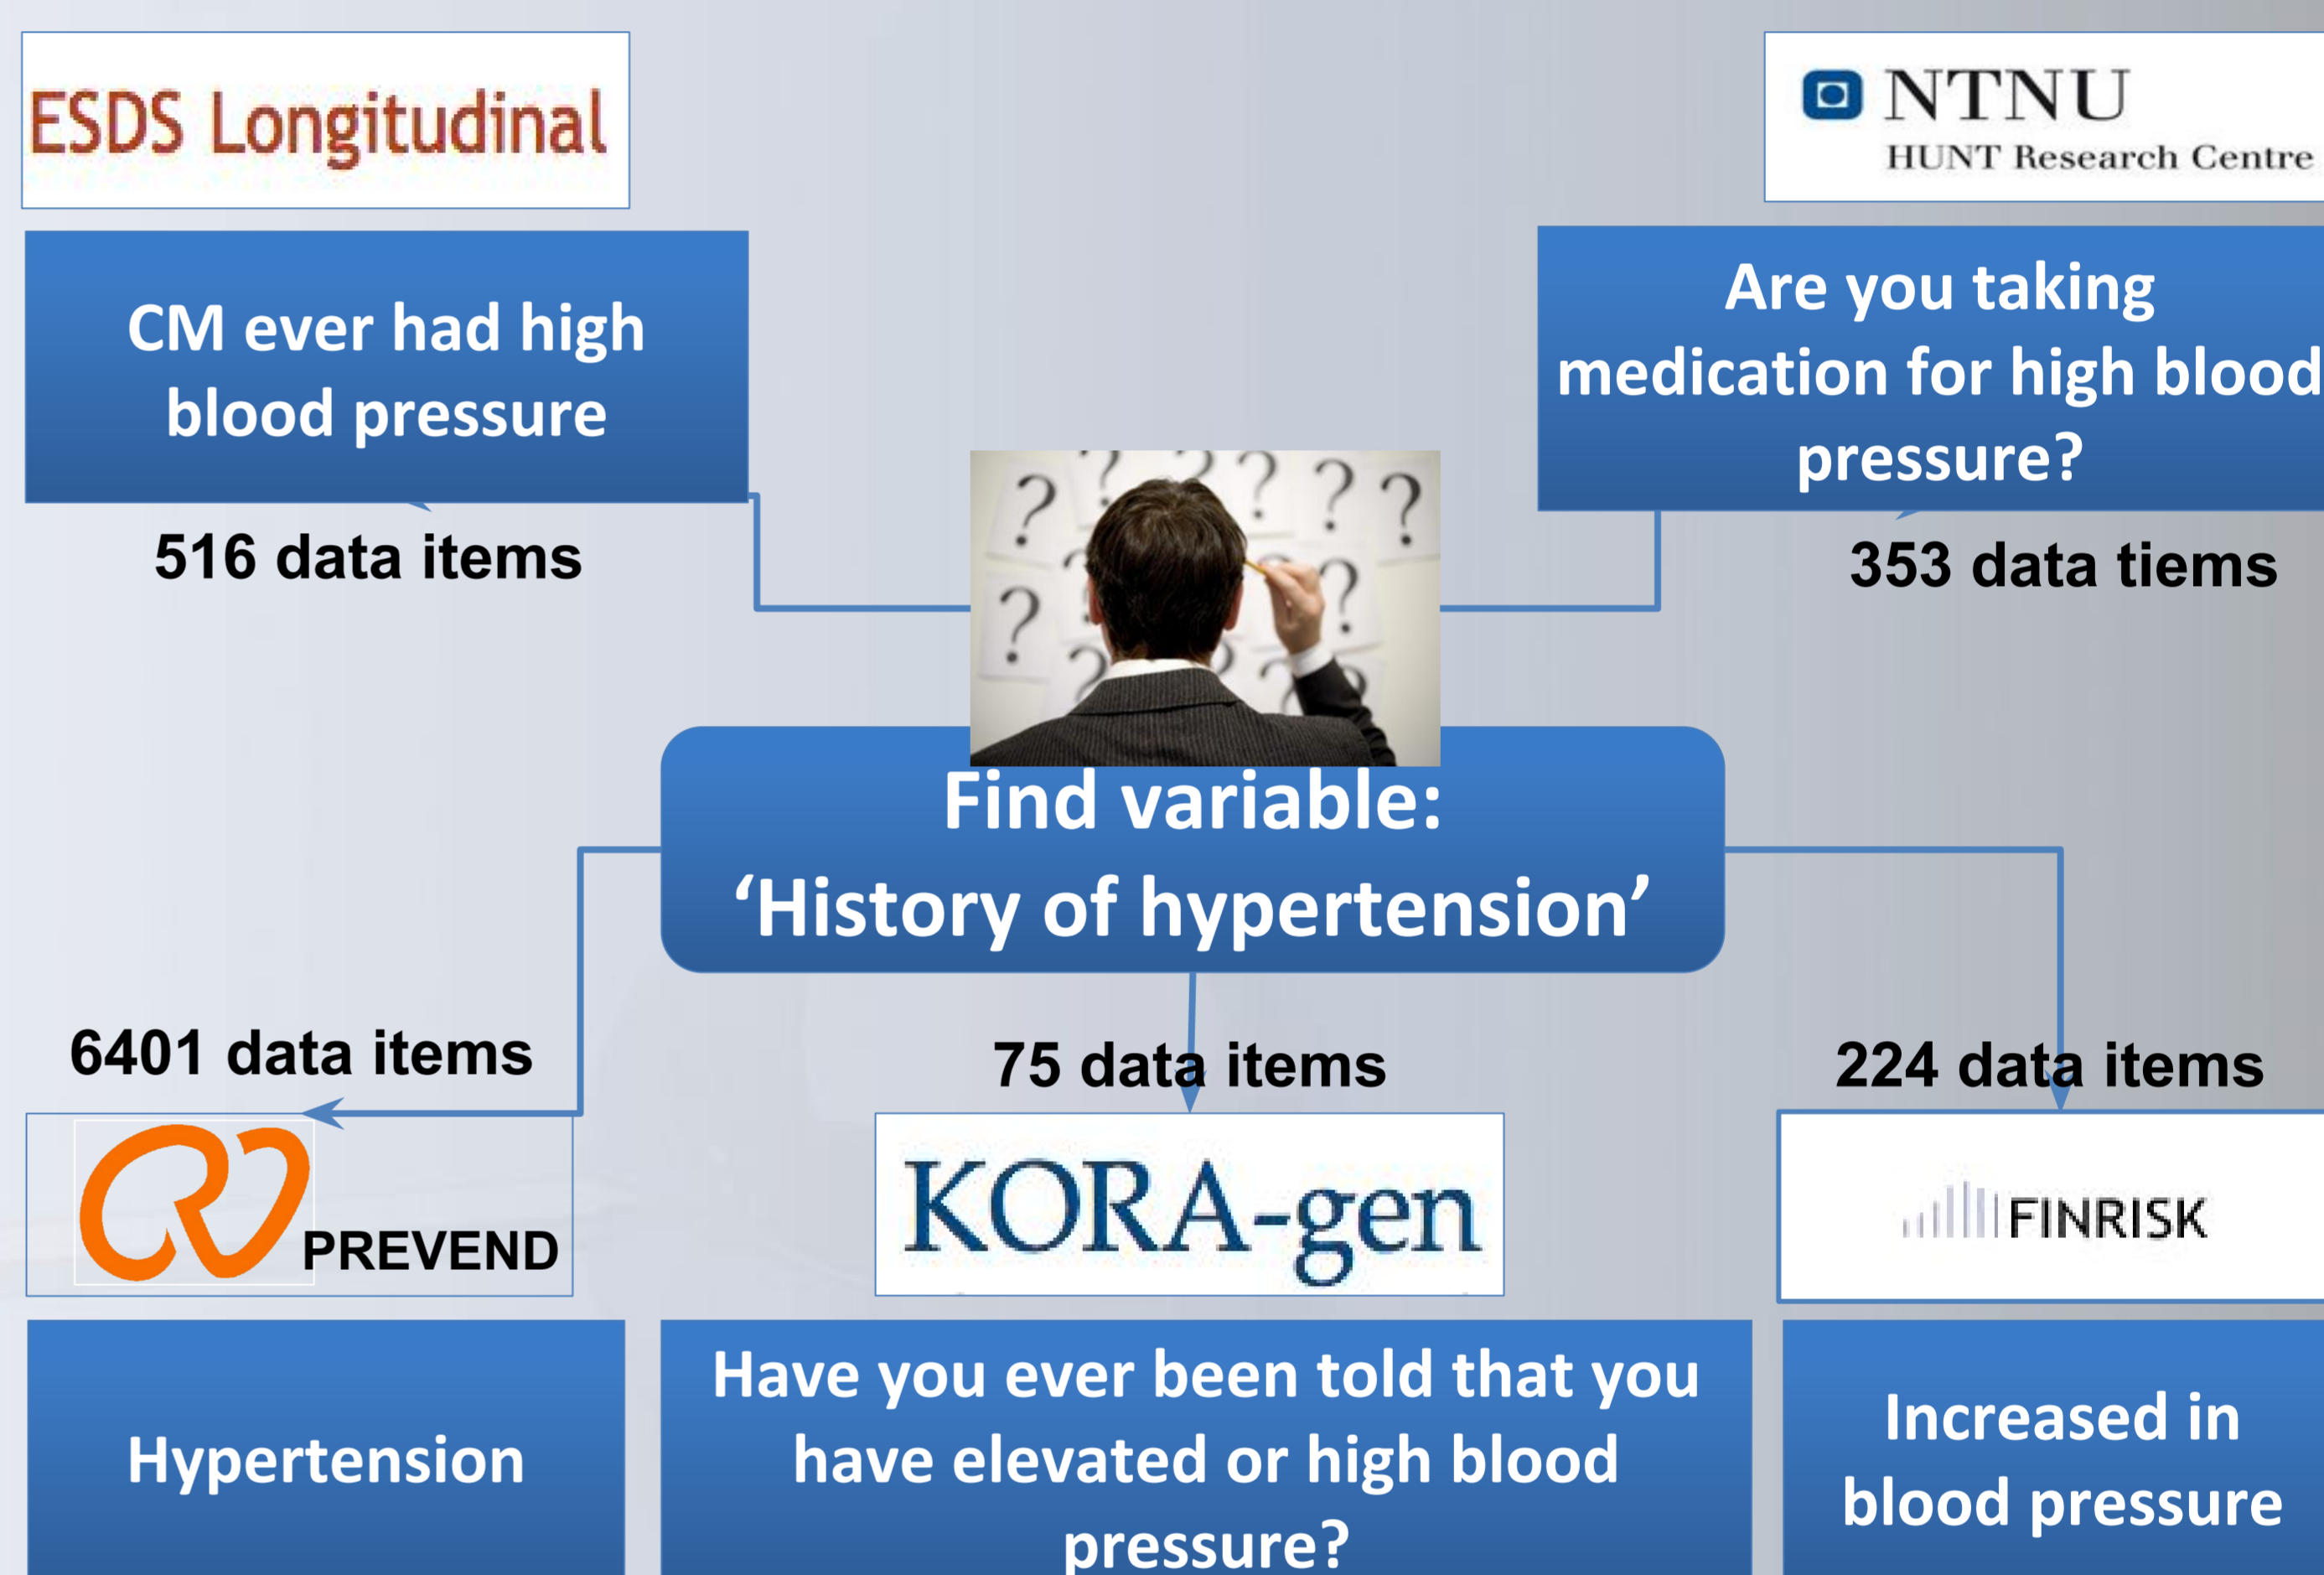 ESDS Longitudinal
NTNU
HUNT Research Centre
CM ever had high
blood pressure
Are you taking
medication for high blood
pressure?
516 data items
353 data tiems
? ? ? ? ? ?
? ?
?
Find variable:
‘History of hypertension’
6401 data items
75 data items
224 data items
PREVEND
KORA-gen
FINRISK
Hypertension
Have you ever been told that you
have elevated or high blood
pressure?
Increased in
blood pressure